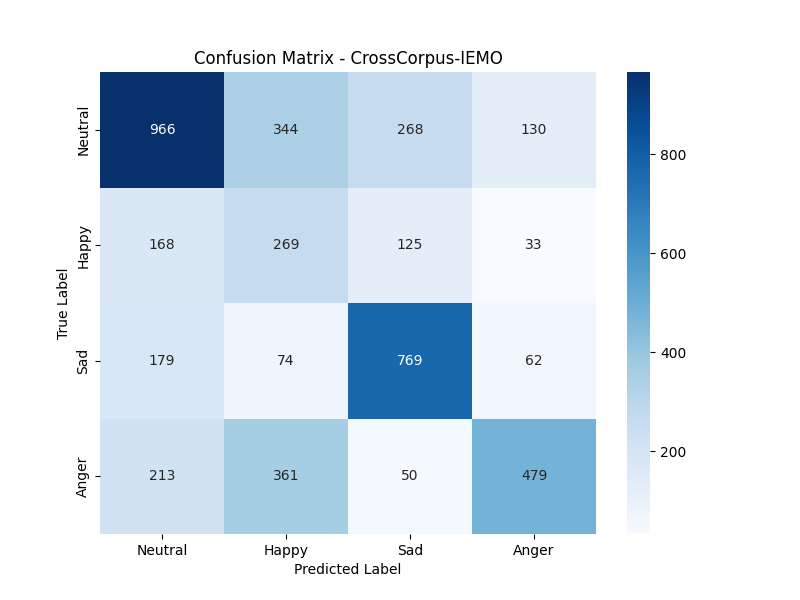 Confusion Matrix - CrossCorpus-IEMO
True Label
Neutral
966 344 268 130
Happy
168 269 125 33
Sad
179 74 769 62
Anger
213 361 50 479
Neutral Happy Sad Anger
Predicted Label
800
600
400
200